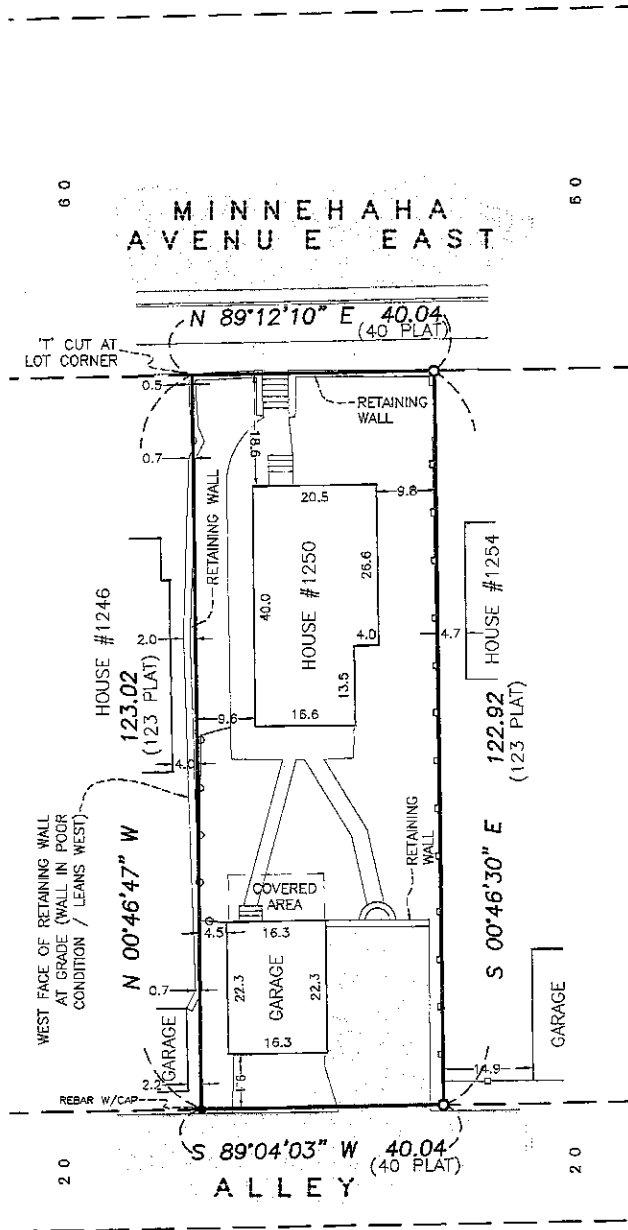 60
60
MINNEHAHA
AVENUE EAST
N 89°12'10" E 40.04
(40 PLAT)
'T' CUT AT
LOT CORNER
0.5
RETAINING
WALL
18.6
0.7
RETAINING WALL
20.5
9.8
HOUSE #1250
40.0
26.6
HOUSE #1254
4.7
HOUSE #1246
2.0
4.0
123.02
(123 PLAT)
13.5
122.92
(123 PLAT)
9.6
16.6
4.0
WEST FACE OF RETAINING WALL
AT GRADE (WALL IN POOR
CONDITION / LEANS WEST)
N 00°46'47" W
RETAINING
WALL
S 00°46'30" E
COVERED
AREA
4.5
16.3
22.3
GARAGE
22.3
0.7
GARAGE
GARAGE
16.3
2.2
14.9
REBAR W/CAP
S 89°04'03" W 40.04
(40 PLAT)
20
20
ALLEY